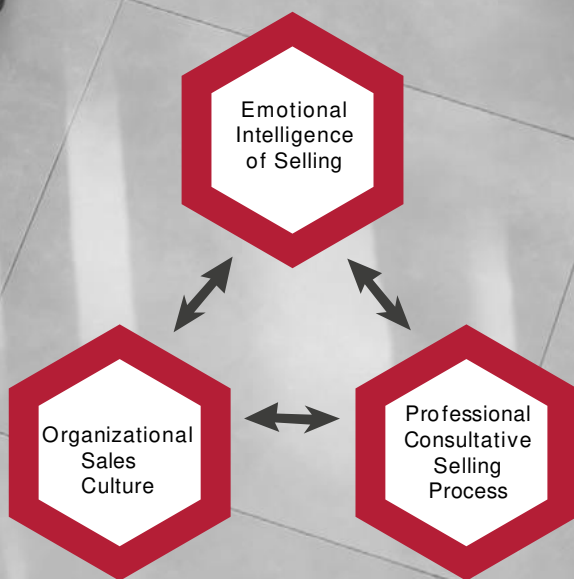 Emotional
Intelligence
of Selling
Organizational
Sales
Culture
Professional
Consultative
Selling
Process